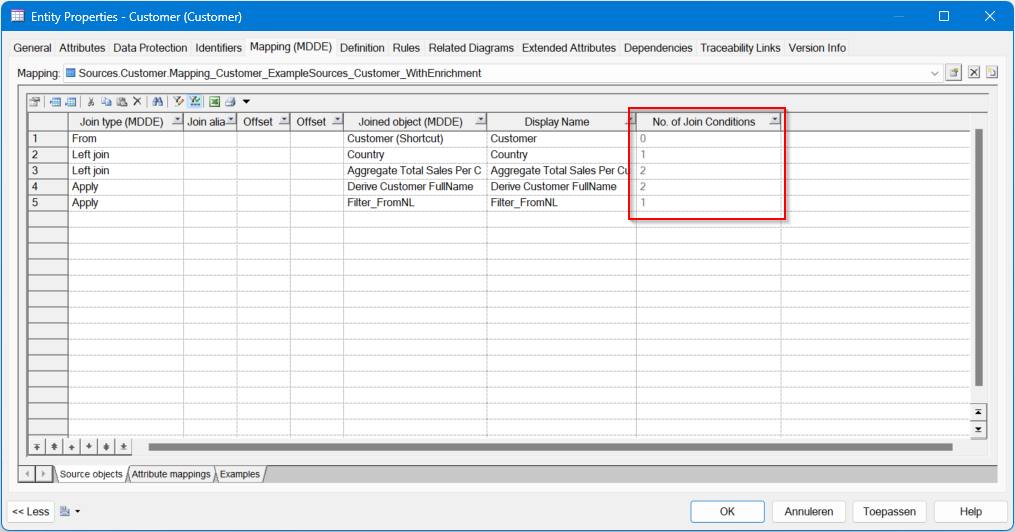 Entity Properties - Customer (Customer)
General Attributes Data Protection Identifiers Mapping (MDDE) Definition Rules Related Diagrams Extended Attributes Dependencies Traceability Links Version Info
Mapping: Sources.Customer.Mapping_Customer_ExampleSources_Customer_WithEnrichment
Join type (MDDE) Join alia Offset Offset Joined object (MDDE) Display Name No. of Join Conditions
1 From Customer (Shortcut) Customer 0
2 Left join Country Country 1
3 Left join Aggregate Total Sales Per C Aggregate Total Sales Per Cu 2
4 Apply Derive Customer FullName Derive Customer FullName 2
5 Apply Filter_FromNL Filter_FromNL 1
Source objects Attribute mappings Examples
<< Less OK Annuleren Toepassen Help